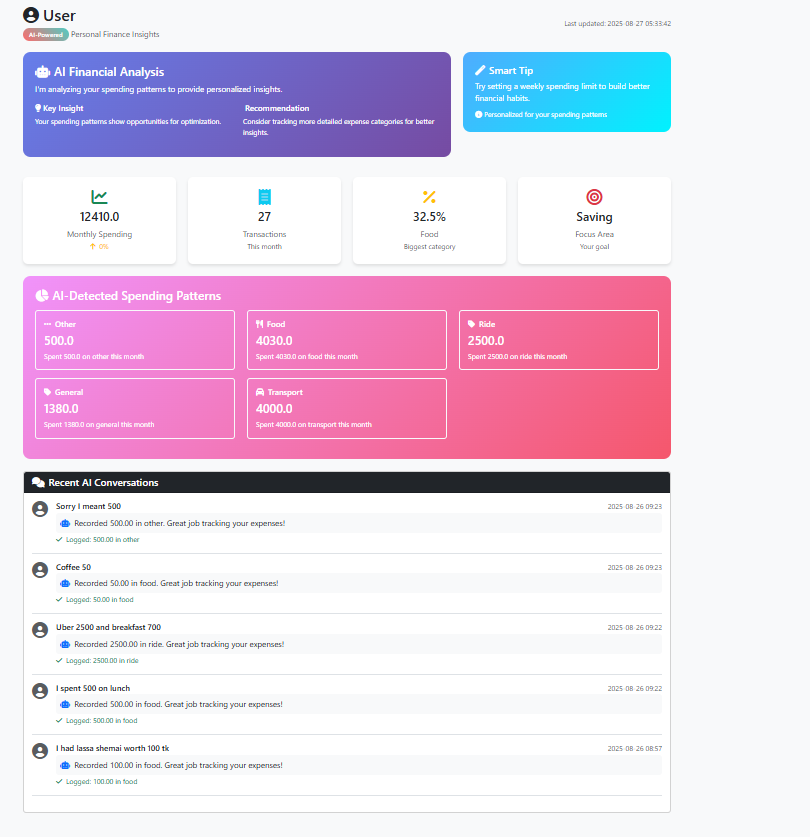 User
Last updated: 2025-08-27 05:33:42
AI-Powered Personal Finance Insights
AI Financial Analysis
I'm analyzing your spending patterns to provide personalized insights.
Key Insight
Your spending patterns show opportunities for optimization.
Recommendation
Consider tracking more detailed expense categories for better
insights.
Smart Tip
Try setting a weekly spending limit to build better
financial habits.
Personalized for your spending patterns
12410.0
Monthly Spending
0%
27
Transactions
This month
32.5%
Food
Biggest category
Saving
Focus Area
Your goal
AI-Detected Spending Patterns
Other
500.0
Spent 500.0 on other this month
Food
4030.0
Spent 4030.0 on food this month
Ride
2500.0
Spent 2500.0 on ride this month
General
1380.0
Spent 1380.0 on general this month
Transport
4000.0
Spent 4000.0 on transport this month
Recent AI Conversations
Sorry I meant 500
2025-08-26 09:23
Recorded 500.00 in other. Great job tracking your expenses!
Logged: 500.00 in other
Coffee 50
2025-08-26 09:23
Recorded 50.00 in food. Great job tracking your expenses!
Logged: 50.00 in food
Uber 2500 and breakfast 700
2025-08-26 09:22
Recorded 2500.00 in ride. Great job tracking your expenses!
Logged: 2500.00 in ride
I spent 500 on lunch
2025-08-26 09:22
Recorded 500.00 in food. Great job tracking your expenses!
Logged: 500.00 in food
I had lassa shemai worth 100 tk
2025-08-26 08:57
Recorded 100.00 in food. Great job tracking your expenses!
Logged: 100.00 in food